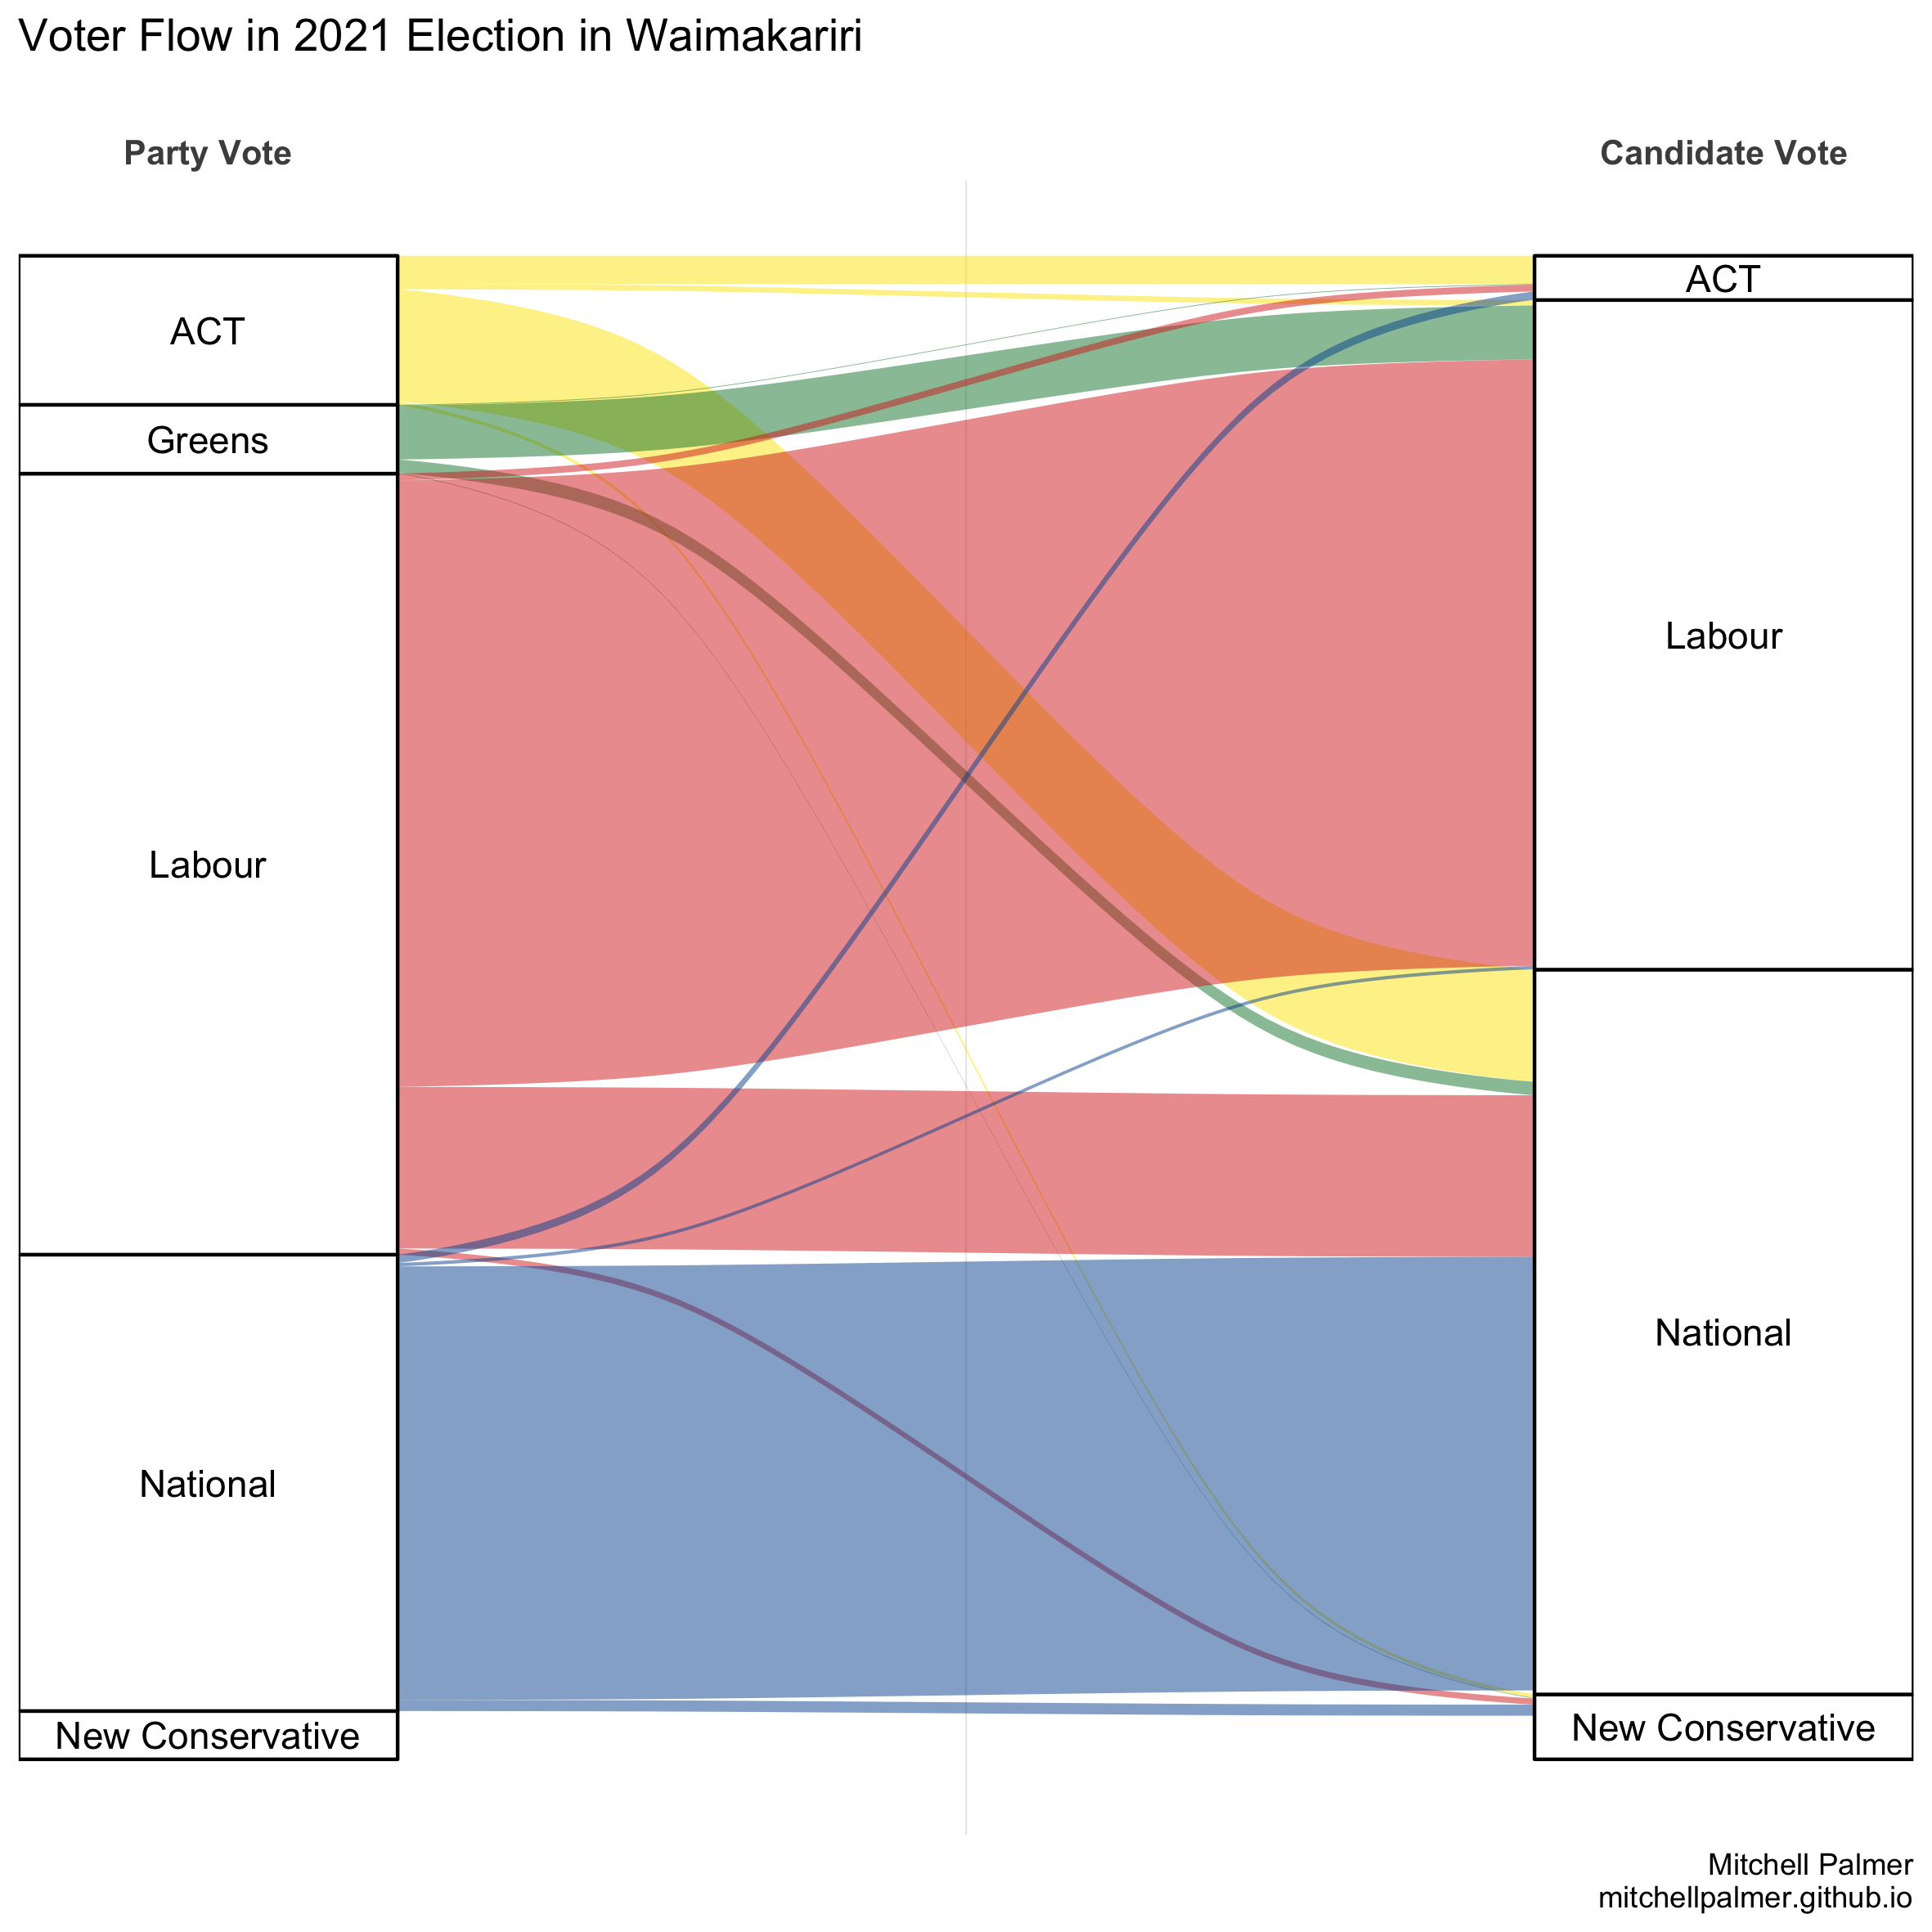 Voter Flow in 2021 Election in Waimakariri
Party Vote
Candidate Vote
ACT
Greens
Labour
National
New Conservative
ACT
Labour
National
New Conservative
Mitchell Palmer
mitchellpalmer.github.io